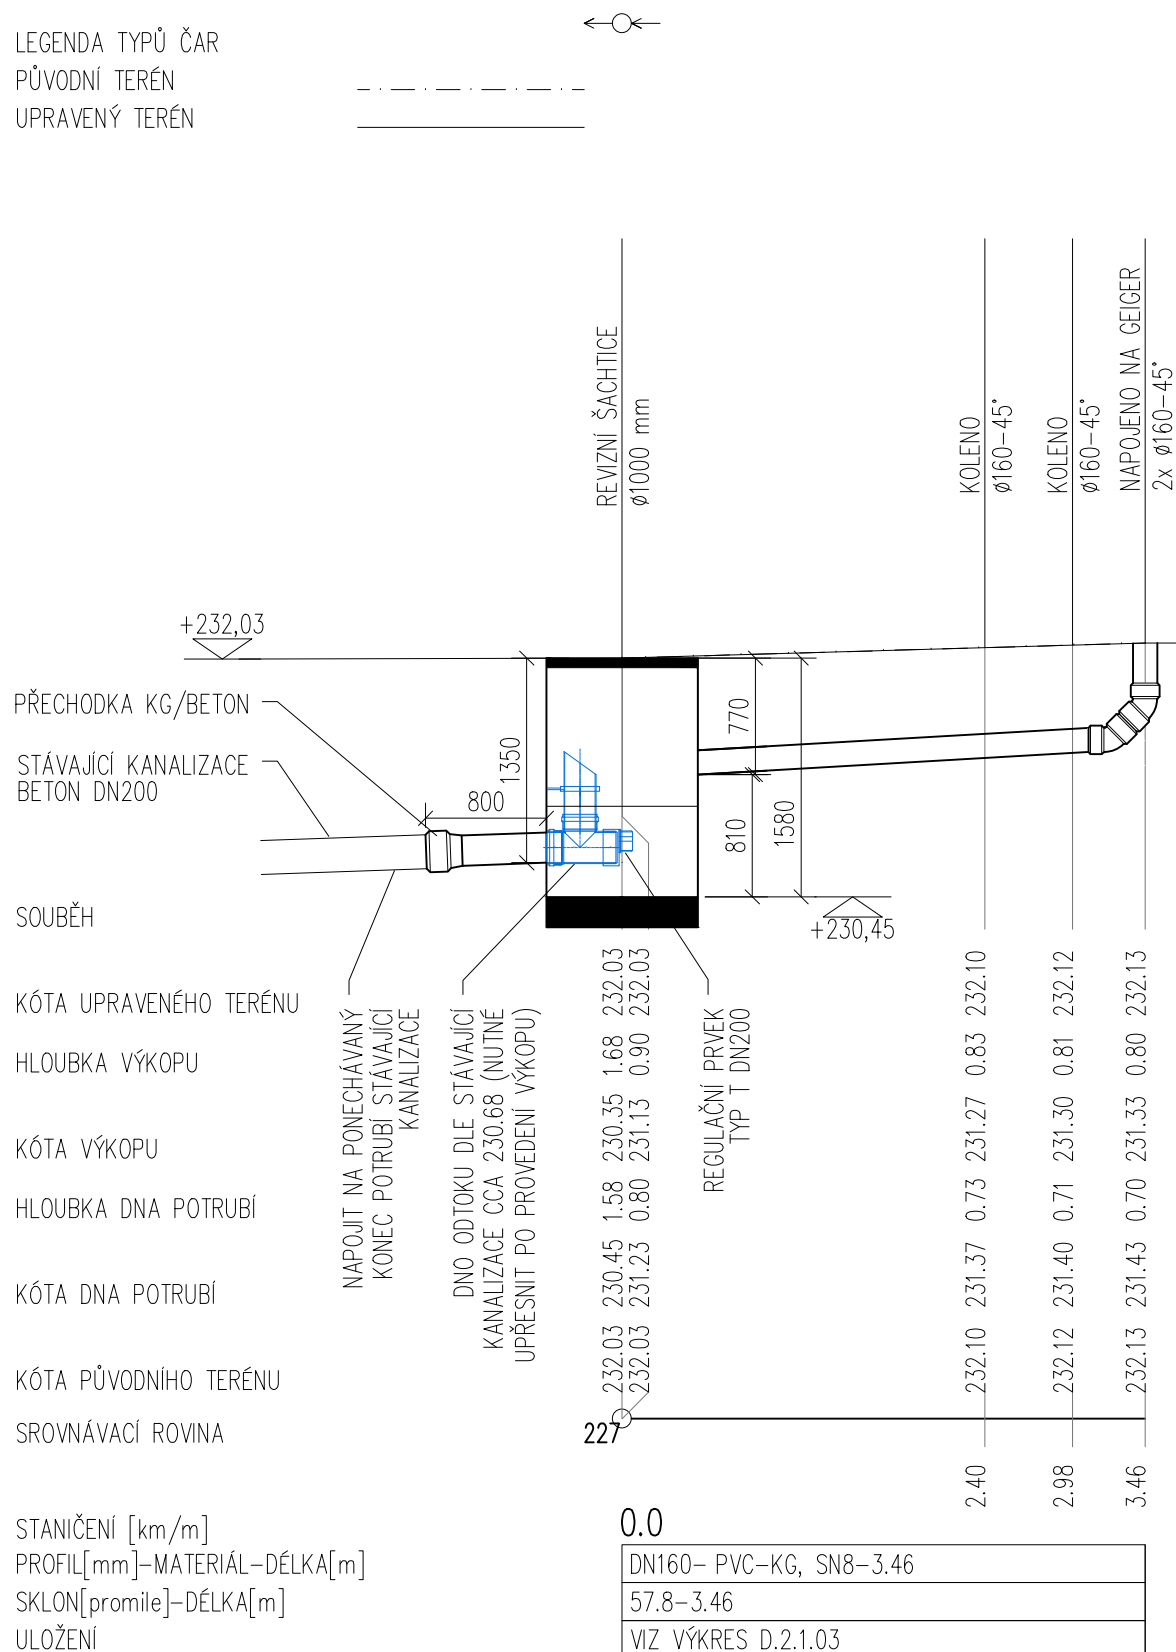 LEGENDA TYPŮ ČAR
PŮVODNÍ TERÉN
UPRAVENÝ TERÉN
REVIZNÍ ŠACHTICE
ø1000 mm
KOLENO
ø160-45°
KOLENO
ø160-45°
NAPOJENO NA GEIGER
2x ø160-45°
+232,03
PŘECHODKA KG/BETON
STÁVAJÍCÍ KANALIZACE
BETON DN200
800
1350
770
810
1580
+230,45
NAPOJIT NA PONECHÁVANÝ
KONEC POTRUBÍ STÁVAJÍCÍ
KANALIZACE
DNO ODTOKU DLE STÁVAJÍCÍ
KANALIZACE CCA 230.68 (NUTNÉ
UPŘESNIT PO PROVEDENÍ VÝKOPU)
REGULAČNÍ PRVEK
TYP T DN200
SOUBĚH
KÓTA UPRAVENÉHO TERÉNU 232.03 232.03 232.10 232.12 232.13
HLOUBKA VÝKOPU 1.68 0.90 0.83 0.81 0.80
KÓTA VÝKOPU 230.35 231.13 231.27 231.30 231.33
HLOUBKA DNA POTRUBÍ 1.58 0.80 0.73 0.71 0.70
KÓTA DNA POTRUBÍ 230.45 231.23 231.37 231.40 231.43
KÓTA PŮVODNÍHO TERÉNU 232.03 232.03 232.10 232.12 232.13
SROVNÁVACÍ ROVINA 227
2.40 2.98 3.46
STANIČENÍ [km/m] 0.0
PROFIL[mm]-MATERIÁL-DÉLKA[m] DN160- PVC-KG, SN8-3.46
SKLON[promile]-DÉLKA[m] 57.8-3.46
ULOŽENÍ VIZ VÝKRES D.2.1.03